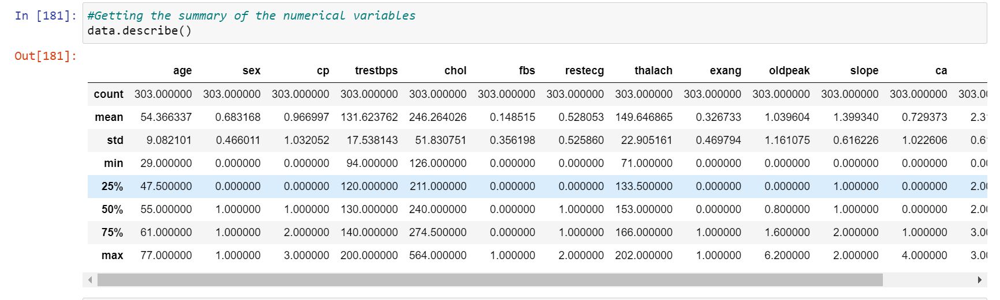 In [181]: #Getting the summary of the numerical variables
data.describe()
Out[181]:
age sex cp trestbps chol fbs restecg thalach exang oldpeak slope ca
count 303.000000 303.000000 303.000000 303.000000 303.000000 303.000000 303.000000 303.000000 303.000000 303.000000 303.000000 303.000000 303.00
mean 54.366337 0.683168 0.966997 131.623762 246.264026 0.148515 0.528053 149.646865 0.326733 1.039604 1.399340 0.729373 2.3
std 9.082101 0.466011 1.032052 17.538143 51.830751 0.356198 0.525860 22.905161 0.469794 1.161075 0.616226 1.022606 0.6
min 29.000000 0.000000 0.000000 94.000000 126.000000 0.000000 0.000000 71.000000 0.000000 0.000000 0.000000 0.000000 0.0
25% 47.500000 0.000000 0.000000 120.000000 211.000000 0.000000 0.000000 133.500000 0.000000 0.000000 1.000000 0.000000 2.0
50% 55.000000 1.000000 1.000000 130.000000 240.000000 0.000000 1.000000 153.000000 0.000000 0.800000 1.000000 0.000000 2.0
75% 61.000000 1.000000 2.000000 140.000000 274.500000 0.000000 1.000000 166.000000 1.000000 1.600000 2.000000 1.000000 3.0
max 77.000000 1.000000 3.000000 200.000000 564.000000 1.000000 2.000000 202.000000 1.000000 6.200000 2.000000 4.000000 3.0